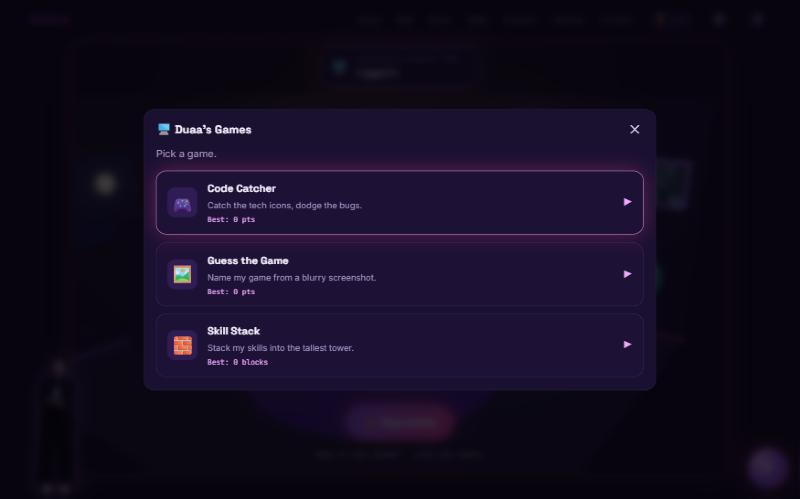 Duaa's Games
Pick a game.
Code Catcher
Catch the tech icons, dodge the bugs.
Best: 0 pts
Guess the Game
Name my game from a blurry screenshot.
Best: 0 pts
Skill Stack
Stack my skills into the tallest tower.
Best: 0 blocks